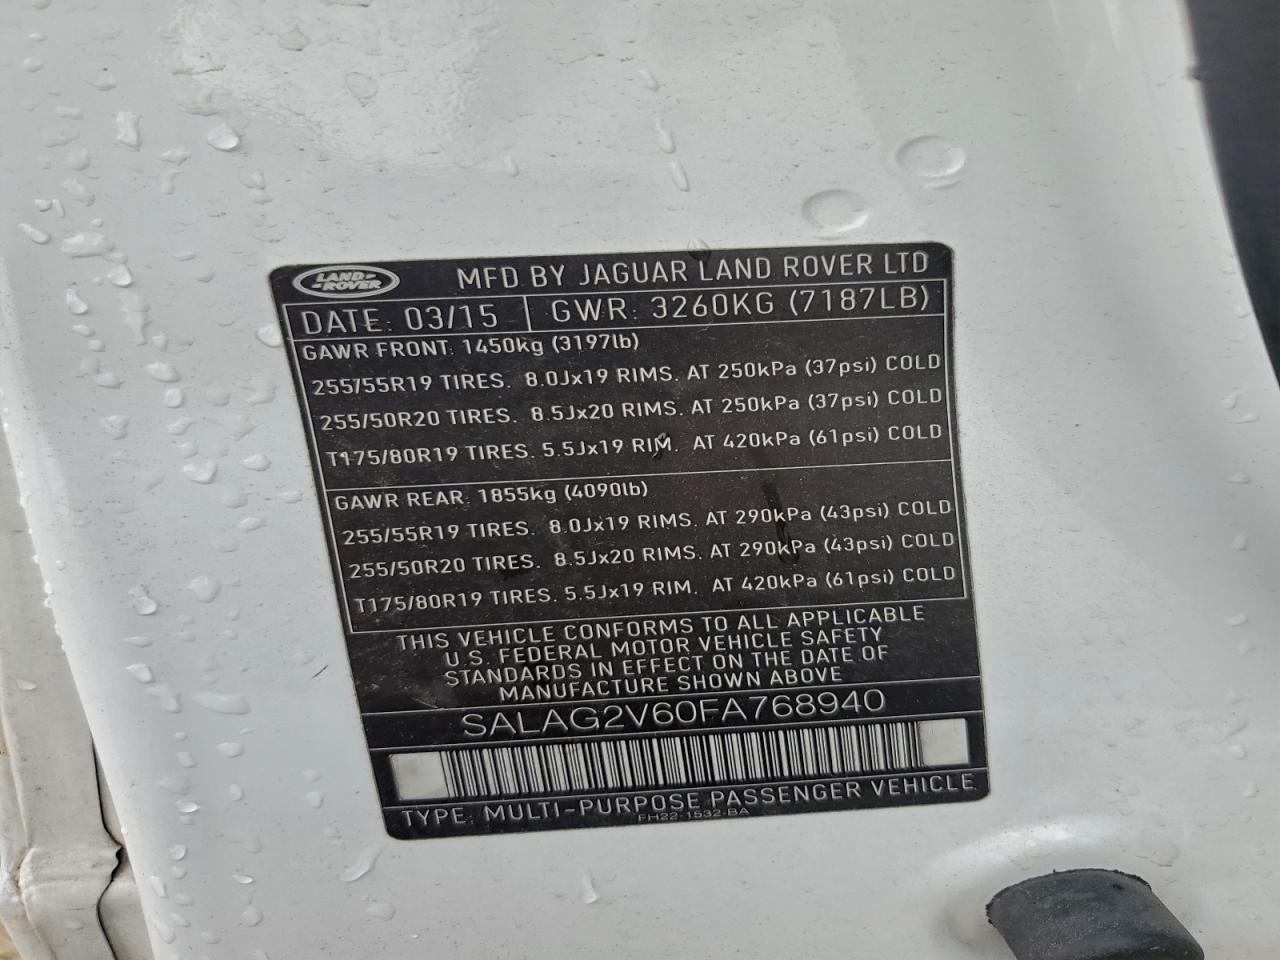 LAND-
-ROVER
MFD BY JAGUAR LAND ROVER LTD
DATE: 03/15 GWR: 3260KG (7187LB)
GAWR FRONT: 1450kg (3197lb)
255/55R19 TIRES. 8.0Jx19 RIMS. AT 250kPa (37psi) COLD
255/50R20 TIRES. 8.5Jx20 RIMS. AT 250kPa (37psi) COLD
T175/80R19 TIRES. 5.5Jx19 RIM. AT 420kPa (61psi) COLD
GAWR REAR: 1855kg (4090lb)
255/55R19 TIRES. 8.0Jx19 RIMS. AT 290kPa (43psi) COLD
255/50R20 TIRES. 8.5Jx20 RIMS. AT 290kPa (43psi) COLD
T175/80R19 TIRES. 5.5Jx19 RIM. AT 420kPa (61psi) COLD
THIS VEHICLE CONFORMS TO ALL APPLICABLE
U.S. FEDERAL MOTOR VEHICLE SAFETY
STANDARDS IN EFFECT ON THE DATE OF
MANUFACTURE SHOWN ABOVE
SALAG2V60FA768940
TYPE: MULTI-PURPOSE PASSENGER VEHICLE
FH22-1532-BA